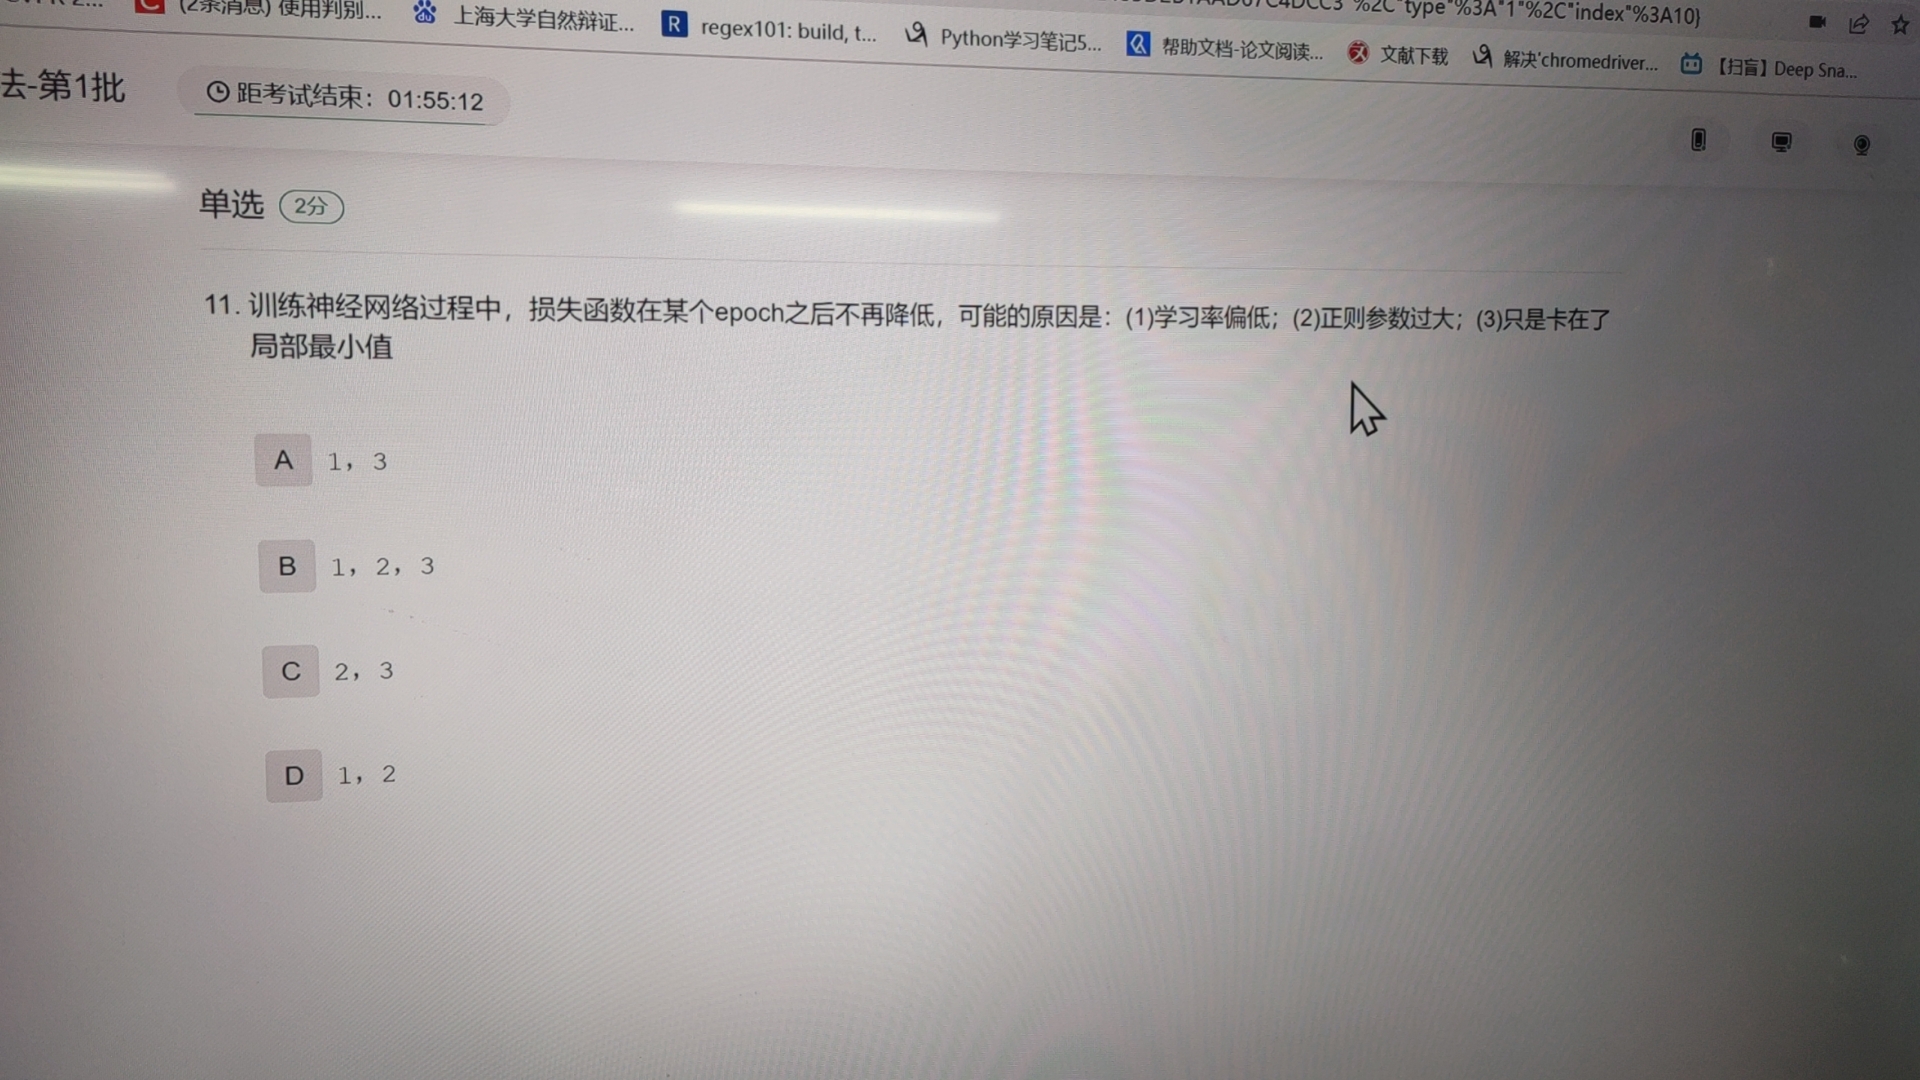 (2条消息) 使用判别...
上海大学自然辩证...
regex101: build, t...
Python学习笔记5...
帮助文档-论文阅读...
文献下载
解决'chromedriver...
【扫盲】Deep Sna...
%2C"type"%3A"1"%2C"index"%3A10}
去-第1批
距考试结束：01:55:12
单选 2分
11. 训练神经网络过程中，损失函数在某个epoch之后不再降低，可能的原因是：(1)学习率偏低；(2)正则参数过大；(3)只是卡在了
局部最小值
A 1, 3
B 1, 2, 3
C 2, 3
D 1, 2